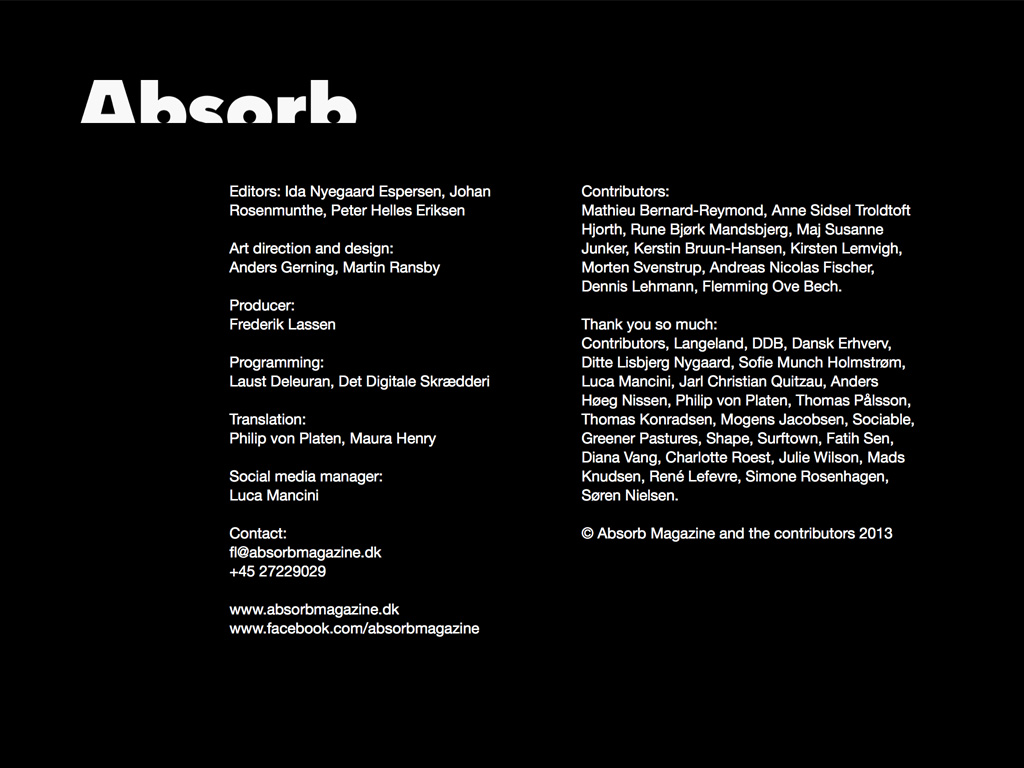 Absorb
Editors: Ida Nyegaard Espersen, Johan
Rosenmunthe, Peter Helles Eriksen
Art direction and design:
Anders Gerning, Martin Ransby
Producer:
Frederik Lassen
Programming:
Laust Deleuran, Det Digitale Skrædderi
Translation:
Philip von Platen, Maura Henry
Social media manager:
Luca Mancini
Contact:
fl@absorbmagazine.dk
+45 27229029
www.absorbmagazine.dk
www.facebook.com/absorbmagazine
Contributors:
Mathieu Bernard-Reymond, Anne Sidsel Troldtoft
Hjorth, Rune Bjørk Mandsbjerg, Maj Susanne
Junker, Kerstin Bruun-Hansen, Kirsten Lemvigh,
Morten Svenstrup, Andreas Nicolas Fischer,
Dennis Lehmann, Flemming Ove Bech.
Thank you so much:
Contributors, Langeland, DDB, Dansk Erhverv,
Ditte Lisbjerg Nygaard, Sofie Munch Holmstrøm,
Luca Mancini, Jarl Christian Quitzau, Anders
Høeg Nissen, Philip von Platen, Thomas Pålsson,
Thomas Konradsen, Mogens Jacobsen, Sociable,
Greener Pastures, Shape, Surftown, Fatih Sen,
Diana Vang, Charlotte Roest, Julie Wilson, Mads
Knudsen, René Lefevre, Simone Rosenhagen,
Søren Nielsen.
© Absorb Magazine and the contributors 2013